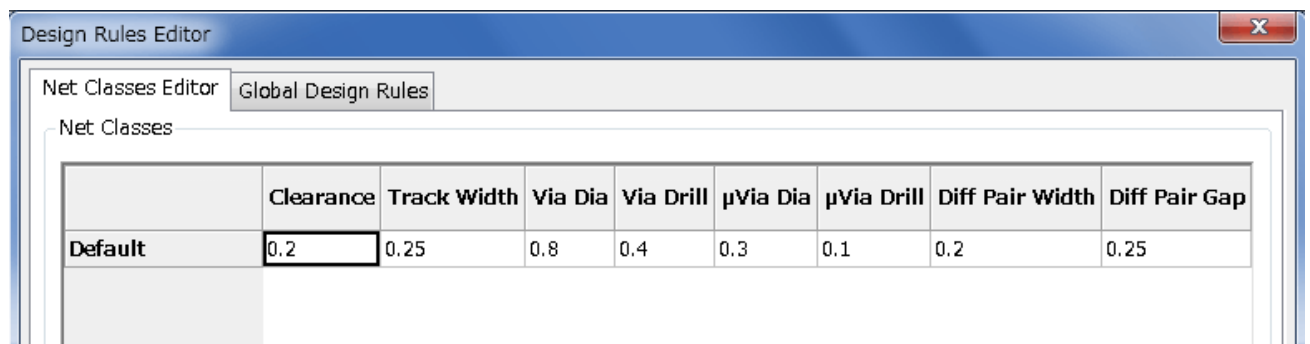 Design Rules Editor
x
Net Classes Editor Global Design Rules
Net Classes
Clearance Track Width Via Dia Via Drill µVia Dia µVia Drill Diff Pair Width Diff Pair Gap
Default 0.2 0.25 0.8 0.4 0.3 0.1 0.2 0.25